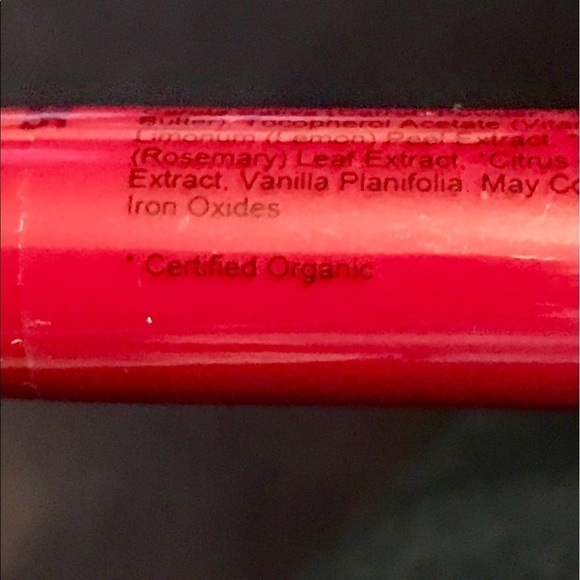 Butter), Tocopherol Acetate (Vita
Limonum (Lemon) Peel Extract
(Rosemary) Leaf Extract, *Citrus
Extract, Vanilla Planifolia. May Co
Iron Oxides
* Certified Organic